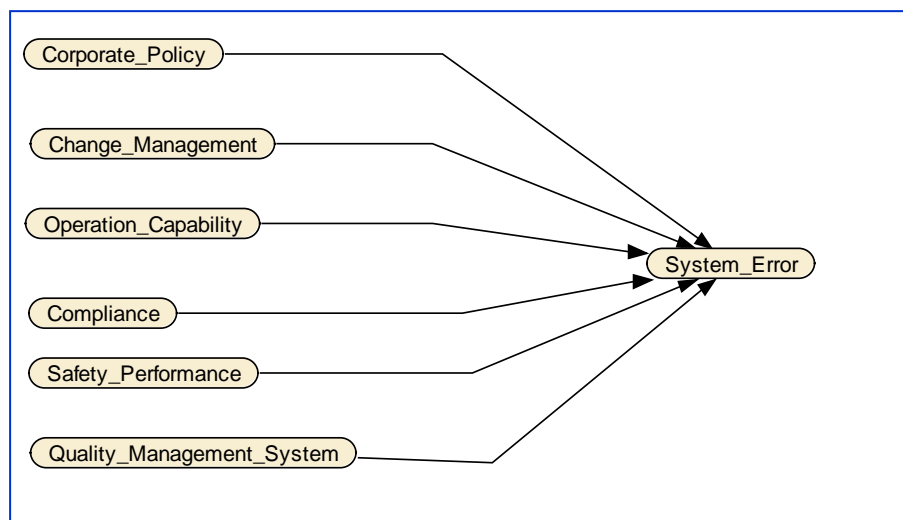 Corporate_Policy
Change_Management
Operation_Capability
System_Error
Compliance
Safety_Performance
Quality_Management_System